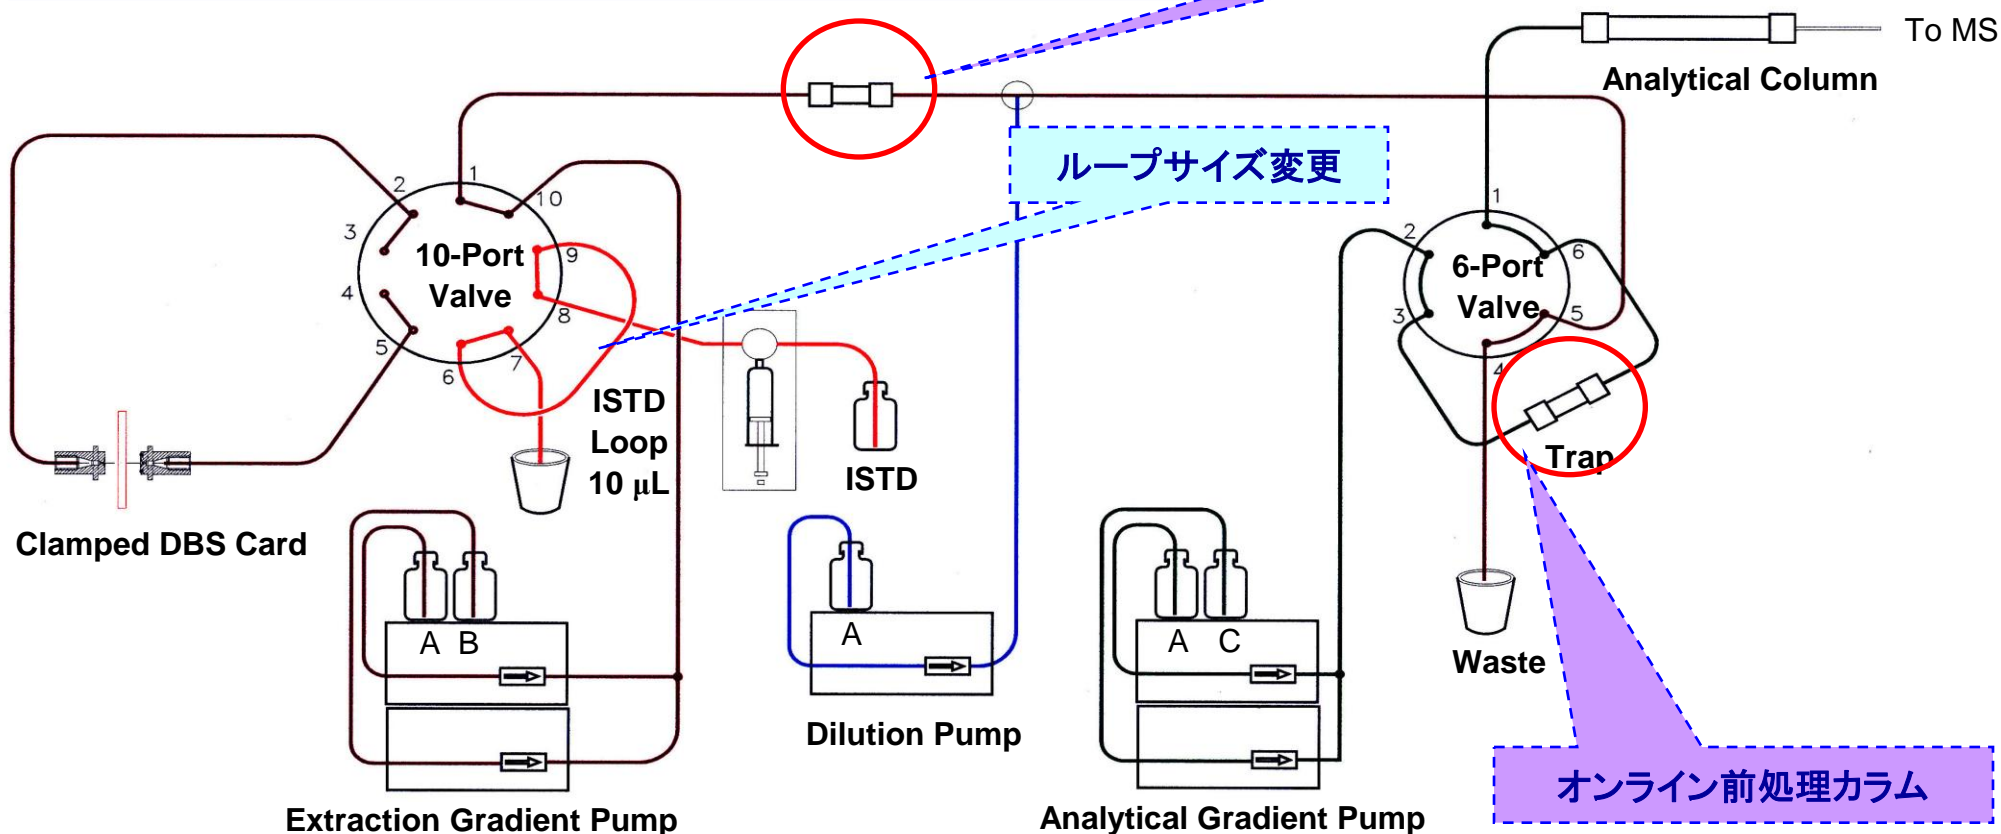 To MS
Analytical Column
ループサイズ変更
1
2
10
3
9
10-Port
Valve
4
8
5
7
6
1
2
6
6-Port
Valve
3
5
4
ISTD
Loop
10 μL
ISTD
Trap
Clamped DBS Card
A B
A
A C
Waste
Dilution Pump
オンライン前処理カラム
Extraction Gradient Pump
Analytical Gradient Pump